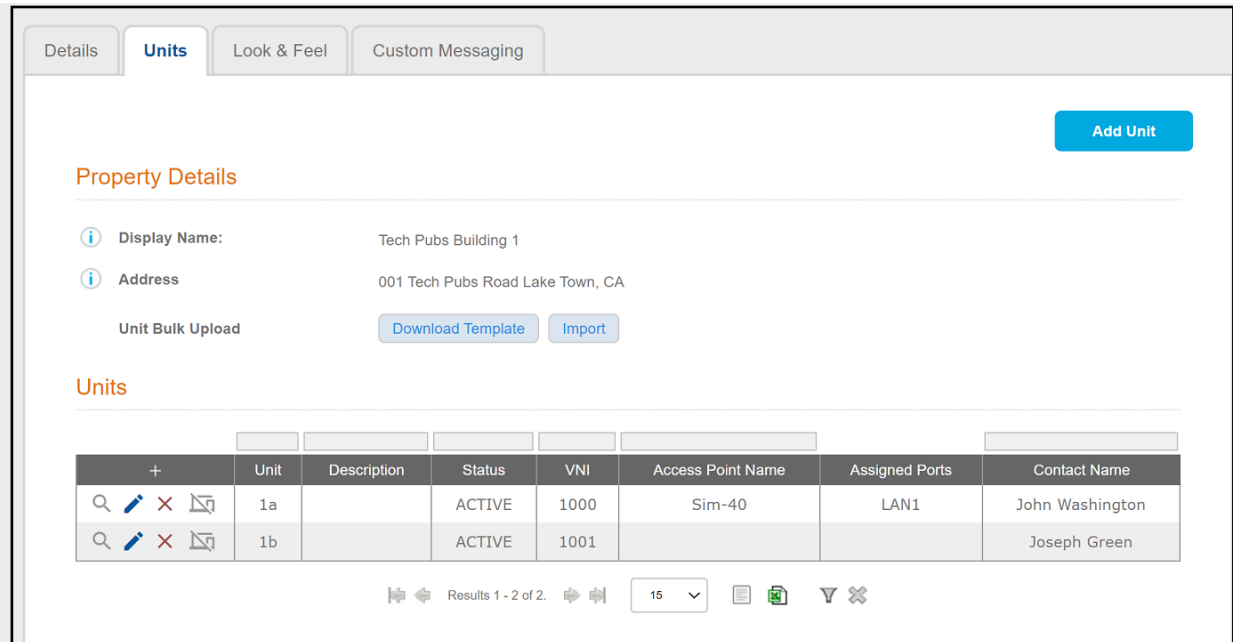 Details Units Look & Feel Custom Messaging
Add Unit
Property Details
Display Name: Tech Pubs Building 1
Address 001 Tech Pubs Road Lake Town, CA
Unit Bulk Upload Download Template Import
Units
+ Unit Description Status VNI Access Point Name Assigned Ports Contact Name
1a ACTIVE 1000 Sim-40 LAN1 John Washington
1b ACTIVE 1001 Joseph Green
Results 1 - 2 of 2. 15